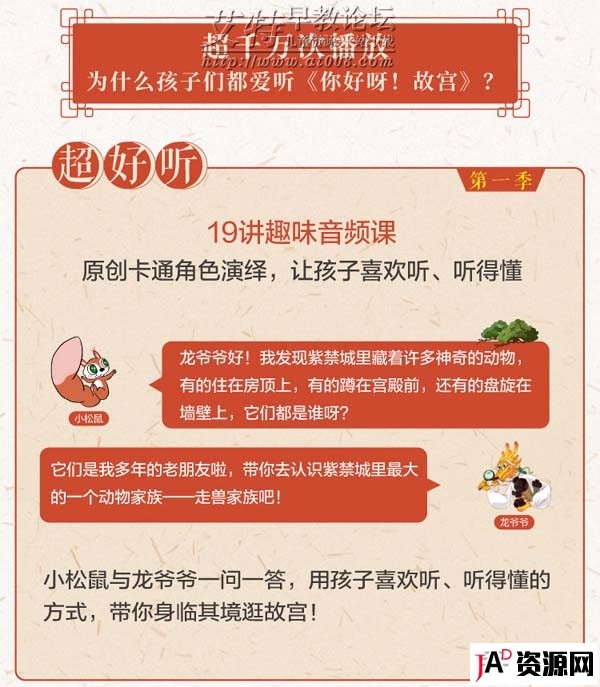 艾特早教论坛
超千万次播放
www.at008.com
为什么孩子们都爱听《你好呀！故宫》？
超好听
第一季
19讲趣味音频课
原创卡通角色演绎，让孩子喜欢听、听得懂
龙爷爷好！我发现紫禁城里藏着许多神奇的动物，
有的住在房顶上，有的蹲在宫殿前，还有的盘旋在
墙壁上，它们都是谁呀？
小松鼠
它们是我多年的老朋友啦，带你去认识紫禁城里最大
的一个动物家族——走兽家族吧！
龙爷爷
小松鼠与龙爷爷一问一答，用孩子喜欢听、听得懂的
方式，带你身临其境逛故宫！
JAD资源网